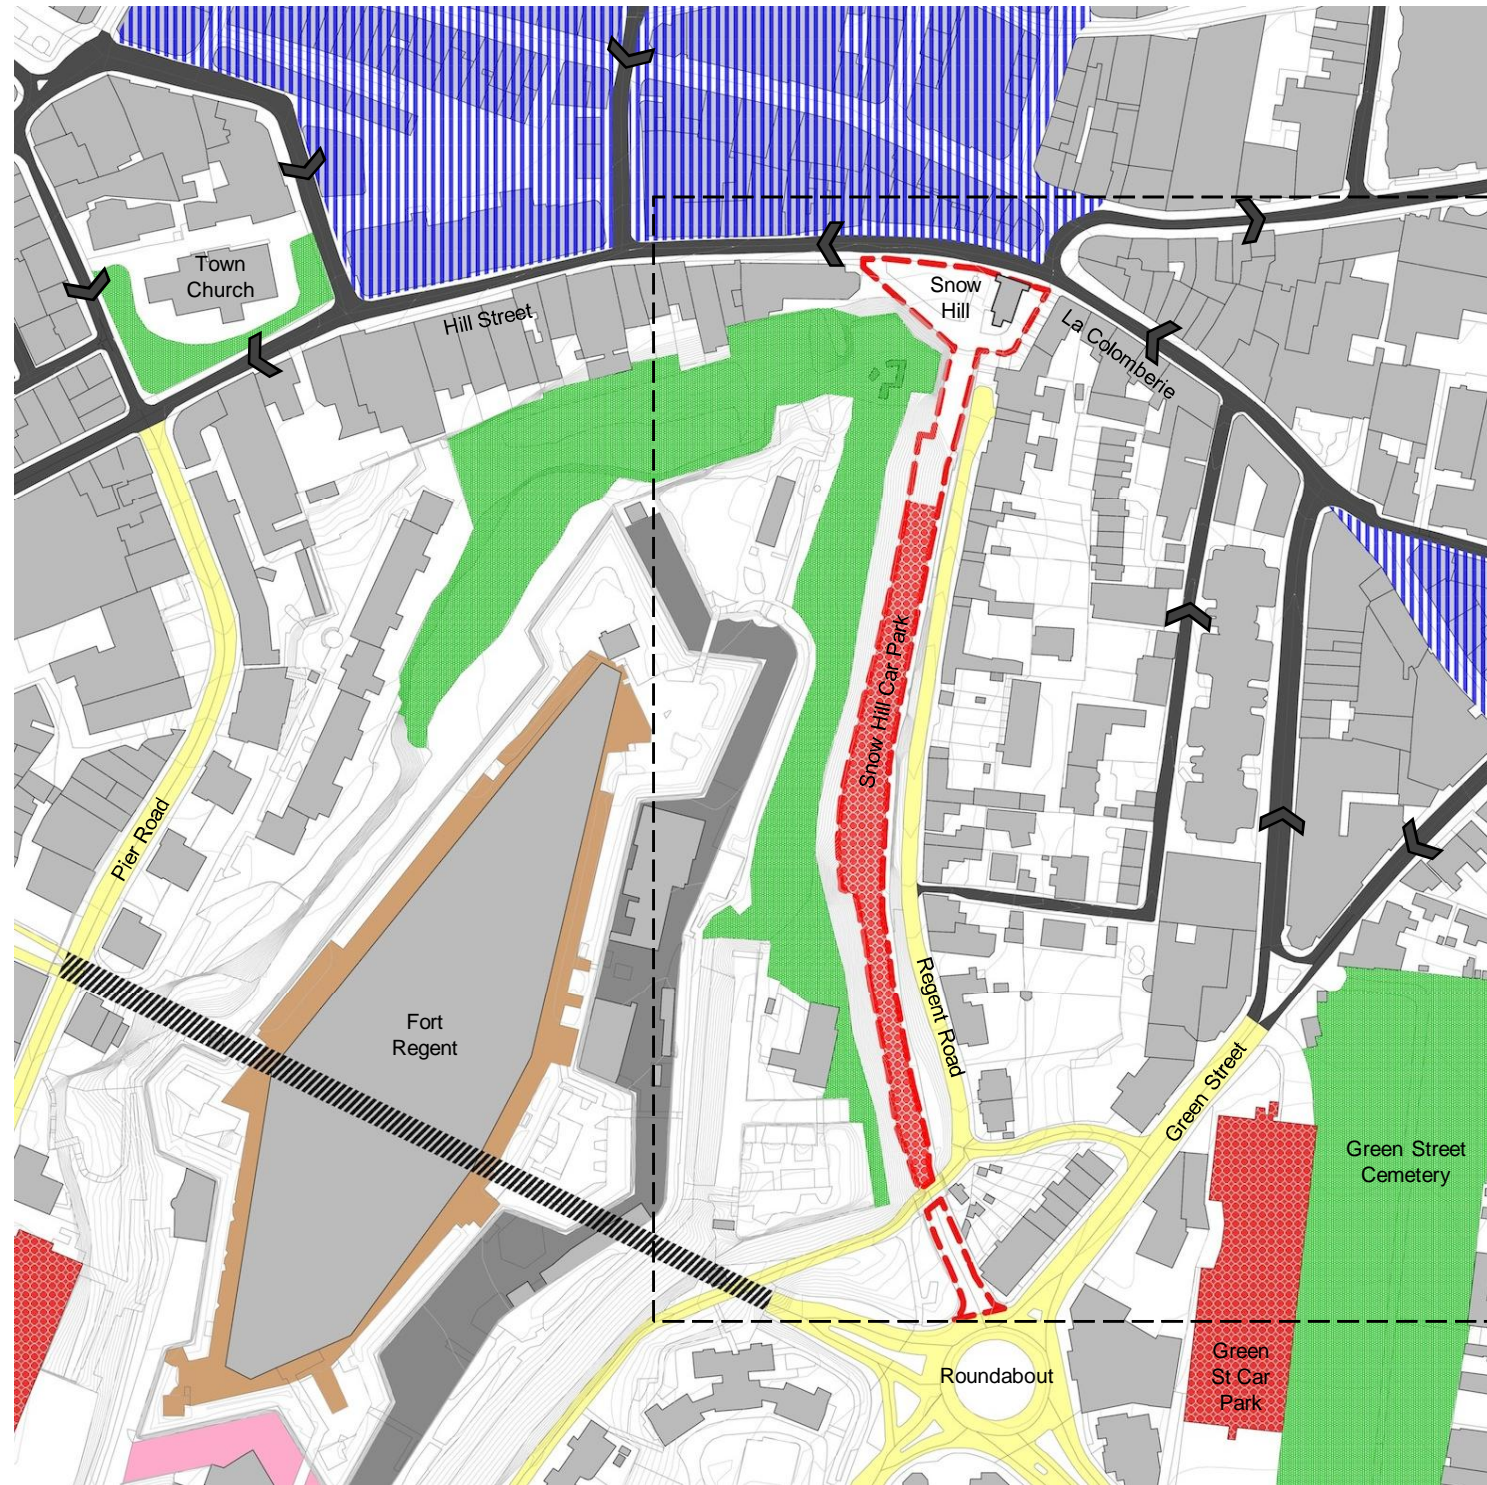 Town
Church
Snow
Hill
Hill Street
La Colomberie
Snow Hill Car Park
Pier Road
Regent Road
Fort
Regent
Green Street
Green Street
Cemetery
Green
St Car
Park
Roundabout